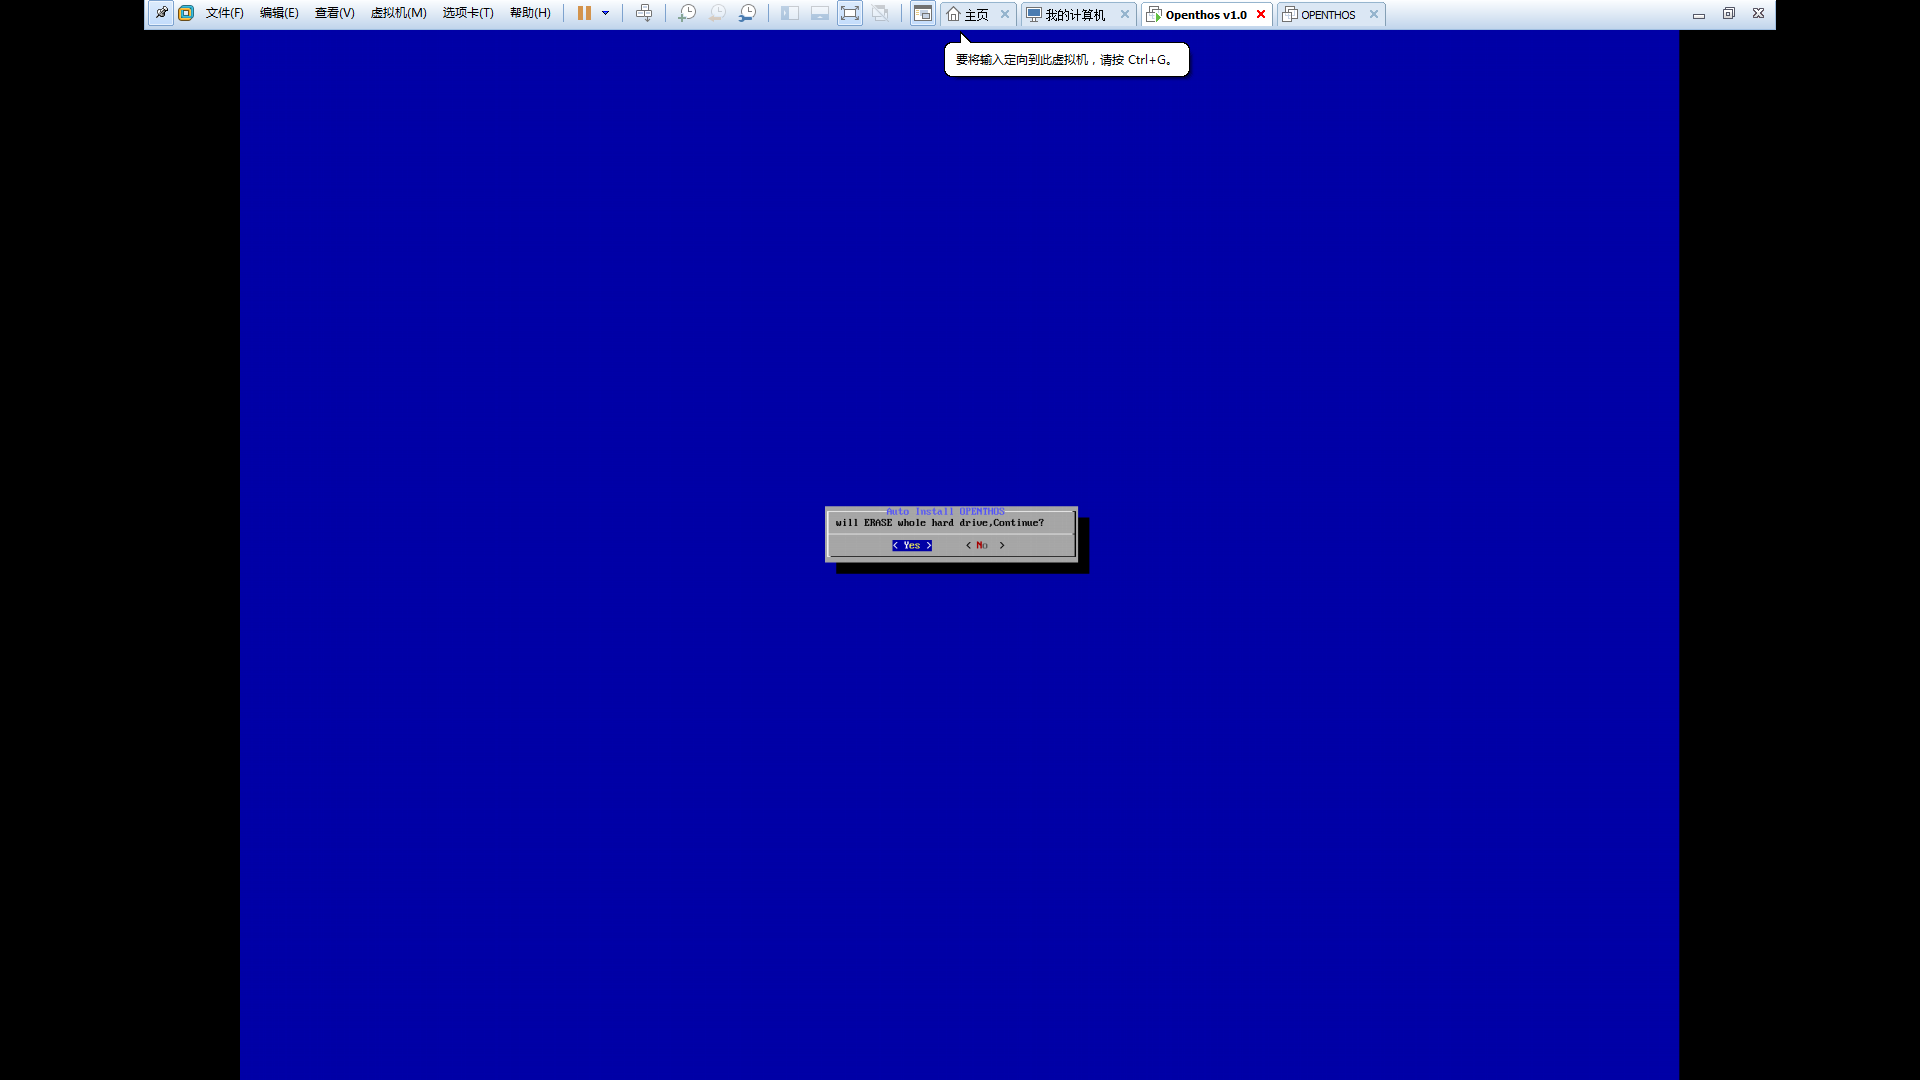 文件(F) 编辑(E) 查看(V) 虚拟机(M) 选项卡(T) 帮助(H) 主页 我的计算机 Openthos v1.0 OPENTHOS
要将输入定向到此虚拟机，请按 Ctrl+G。
Auto Install OPENTHOS
will ERASE whole hard drive,Continue?
< Yes > < No >